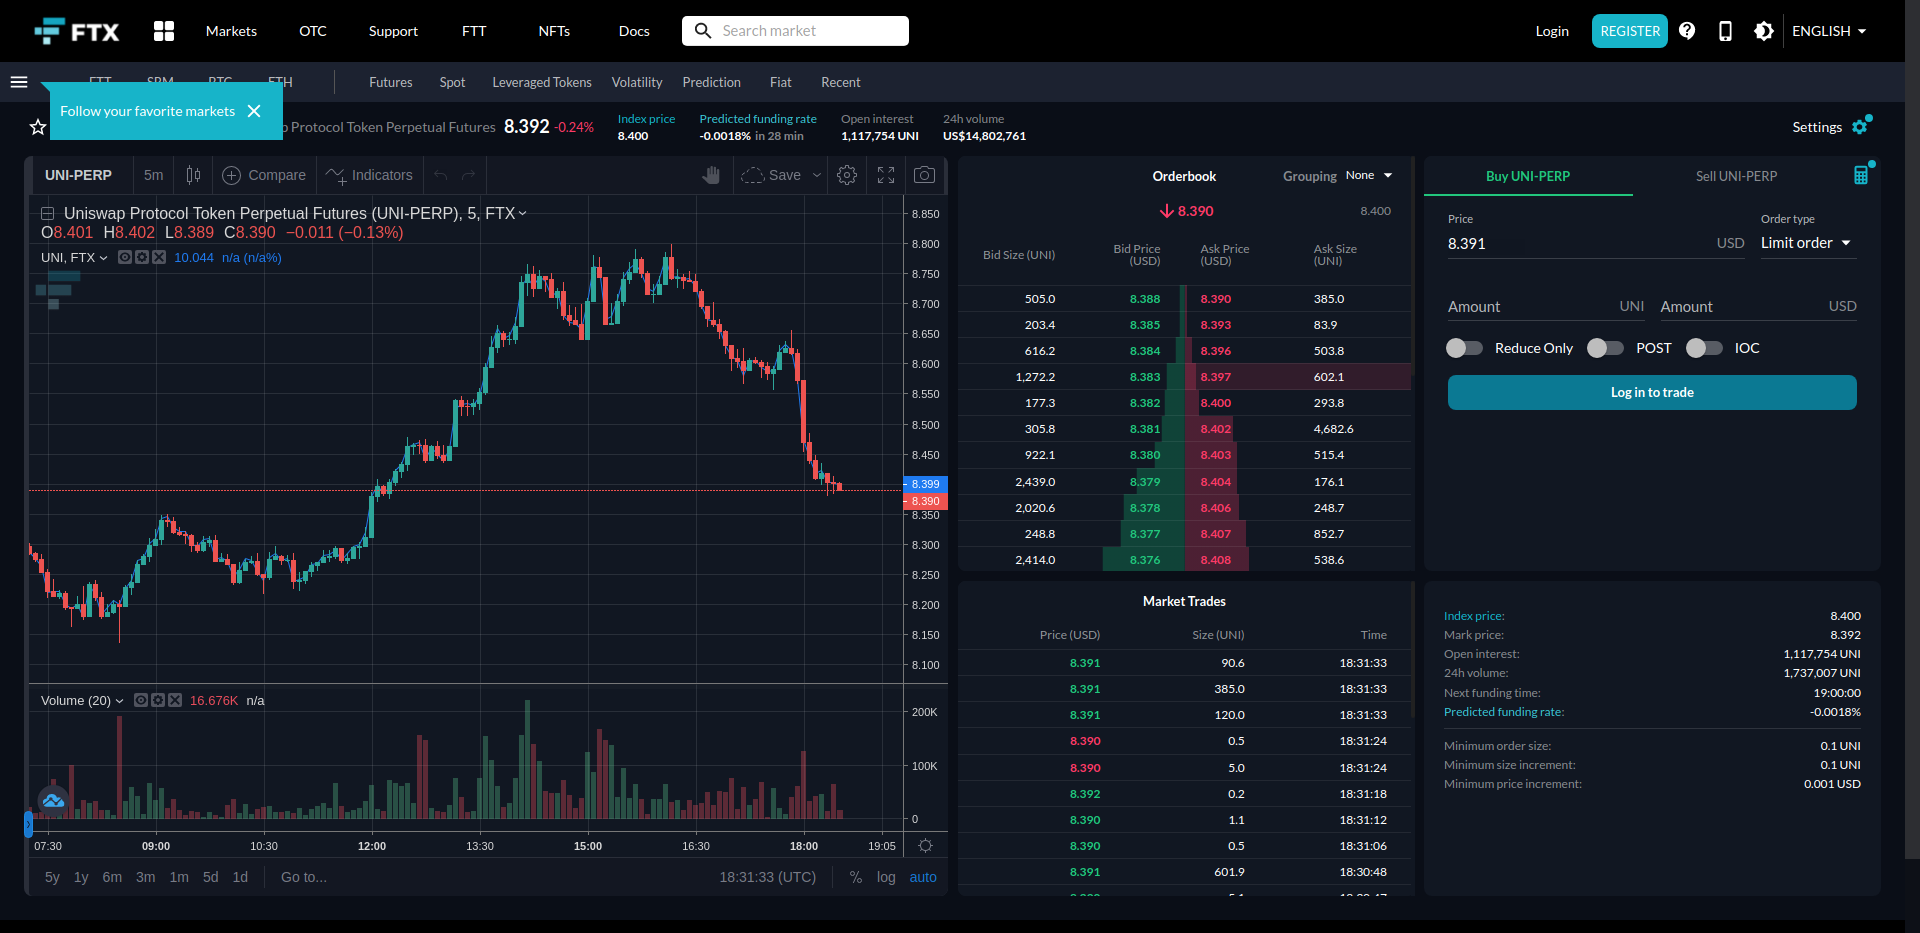 FTX
Markets
OTC
Support
FTT
NFTs
Docs
Search market
Login
REGISTER
ENGLISH
Futures Spot Leveraged Tokens Volatility Prediction Fiat Recent
Follow your favorite markets
Protocol Token Perpetual Futures 8.392 -0.24%
Index price
8.400
Predicted funding rate
-0.0018% in 28 min
Open interest
1,117,754 UNI
24h volume
US$14,802,761
Settings
UNI-PERP 5m Compare Indicators Save
Uniswap Protocol Token Perpetual Futures (UNI-PERP), 5, FTX
O8.401 H8.402 L8.389 C8.390 −0.011 (−0.13%)
UNI, FTX 10.044 n/a (n/a%)
8.850
8.800
8.750
8.700
8.650
8.600
8.550
8.500
8.450
8.399
8.390
8.350
8.300
8.250
8.200
8.150
8.100
Volume (20) 16.676K n/a
200K
100K
0
07:30 09:00 10:30 12:00 13:30 15:00 16:30 18:00 19:05
5y 1y 6m 3m 1m 5d 1d Go to... 18:31:33 (UTC) % log auto
Orderbook
Grouping None
8.390 8.400
Bid Size (UNI) Bid Price (USD) Ask Price (USD) Ask Size (UNI)
505.0 8.388 8.390 385.0
203.4 8.385 8.393 83.9
616.2 8.384 8.396 503.8
1,272.2 8.383 8.397 602.1
177.3 8.382 8.400 293.8
305.8 8.381 8.402 4,682.6
922.1 8.380 8.403 515.4
2,439.0 8.379 8.404 176.1
2,020.6 8.378 8.406 248.7
248.8 8.377 8.407 852.7
2,414.0 8.376 8.408 538.6
Market Trades
Price (USD) Size (UNI) Time
8.391 90.6 18:31:33
8.391 385.0 18:31:33
8.391 120.0 18:31:33
8.390 0.5 18:31:24
8.390 5.0 18:31:24
8.392 0.2 18:31:18
8.390 1.1 18:31:12
8.390 0.5 18:31:06
8.391 601.9 18:30:48
Buy UNI-PERP Sell UNI-PERP
Price Order type
8.391 USD Limit order
Amount UNI Amount USD
Reduce Only POST IOC
Log in to trade
Index price: 8.400
Mark price: 8.392
Open interest: 1,117,754 UNI
24h volume: 1,737,007 UNI
Next funding time: 19:00:00
Predicted funding rate: -0.0018%
Minimum order size: 0.1 UNI
Minimum size increment: 0.1 UNI
Minimum price increment: 0.001 USD